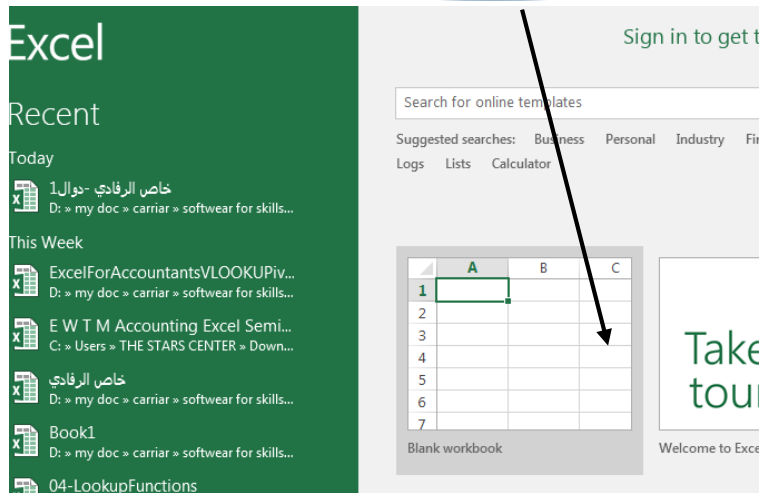 Excel
Recent
Today
خاص الرفادي -دوال1
D: » my doc » carriar » softwear for skills...
This Week
ExcelForAccountantsVLOOKUPiv...
D: » my doc » carriar » softwear for skills...
E W T M Accounting Excel Semi...
C: » Users » THE STARS CENTER » Down...
خاص الرفادي
D: » my doc » carriar » softwear for skills...
Book1
D: » my doc » carriar » softwear for skills...
04-LookupFunctions
Sign in to get t
Search for online templates
Suggested searches: Business Personal Industry Fi
Logs Lists Calculator
A B C
1
2
3
4
5
6
7
Blank workbook
Take
tour
Welcome to Exce